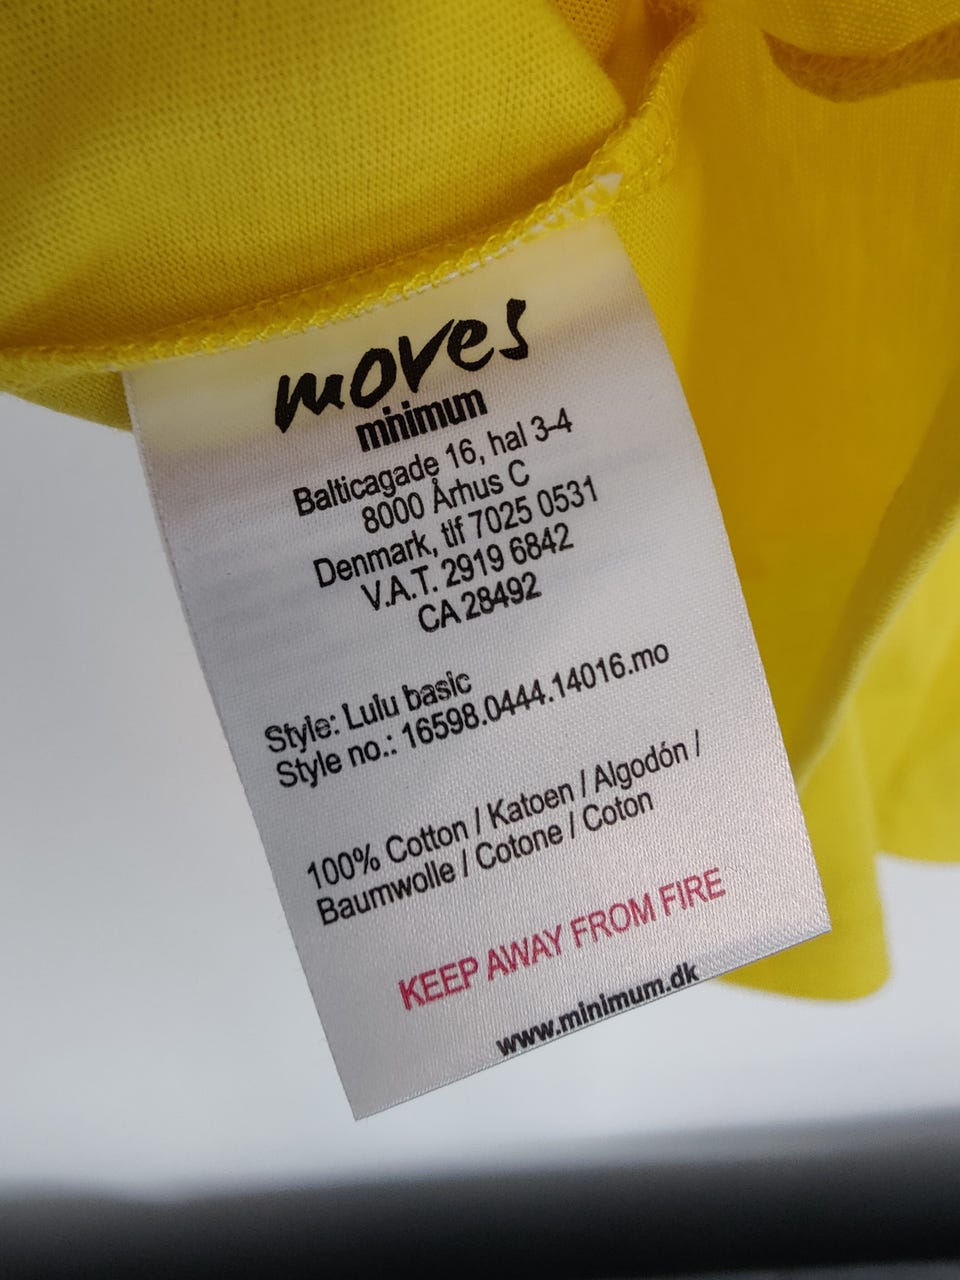 moves
minimum
Balticagade 16, hal 3-4
8000 Århus C
Denmark, tlf 7025 0531
V.A.T. 2919 6842
CA 28492
Style: Lulu basic
Style no.: 16598.0444.14016.mo
100% Cotton / Katoen / Algodón /
Baumwolle / Cotone / Coton
KEEP AWAY FROM FIRE
www.minimum.dk